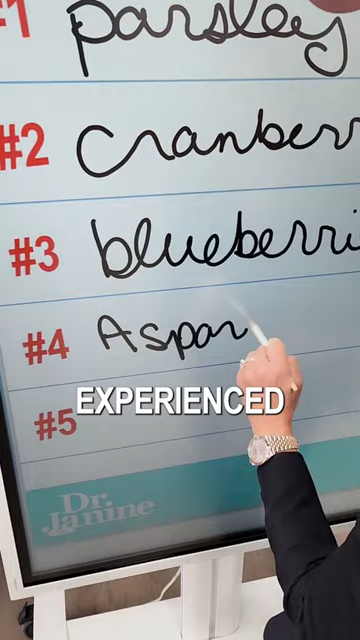 #1 parsley
#2 Cranberr
#3 blueberri
#4 Aspar
EXPERIENCED
#5
Dr.
Janine